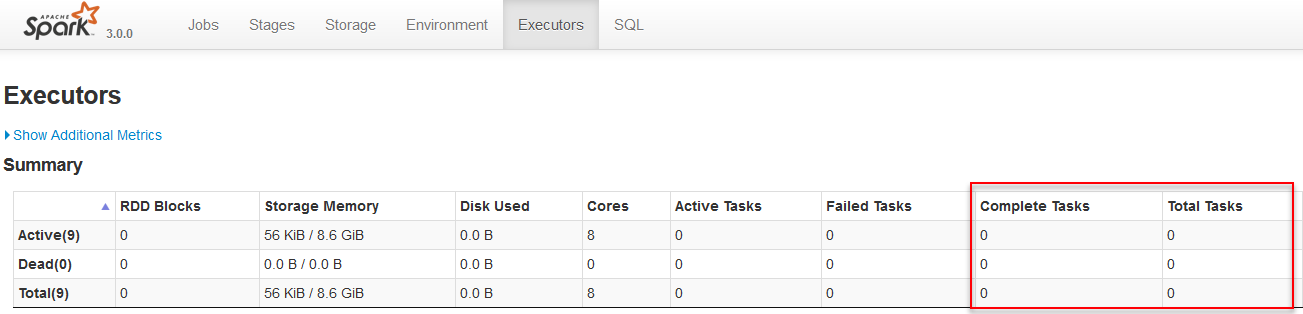 APACHE
Spark 3.0.0 Jobs Stages Storage Environment Executors SQL
Executors
Show Additional Metrics
Summary
RDD Blocks Storage Memory Disk Used Cores Active Tasks Failed Tasks Complete Tasks Total Tasks
Active(9) 0 56 KiB / 8.6 GiB 0.0 B 8 0 0 0 0
Dead(0) 0 0.0 B / 0.0 B 0.0 B 0 0 0 0 0
Total(9) 0 56 KiB / 8.6 GiB 0.0 B 8 0 0 0 0